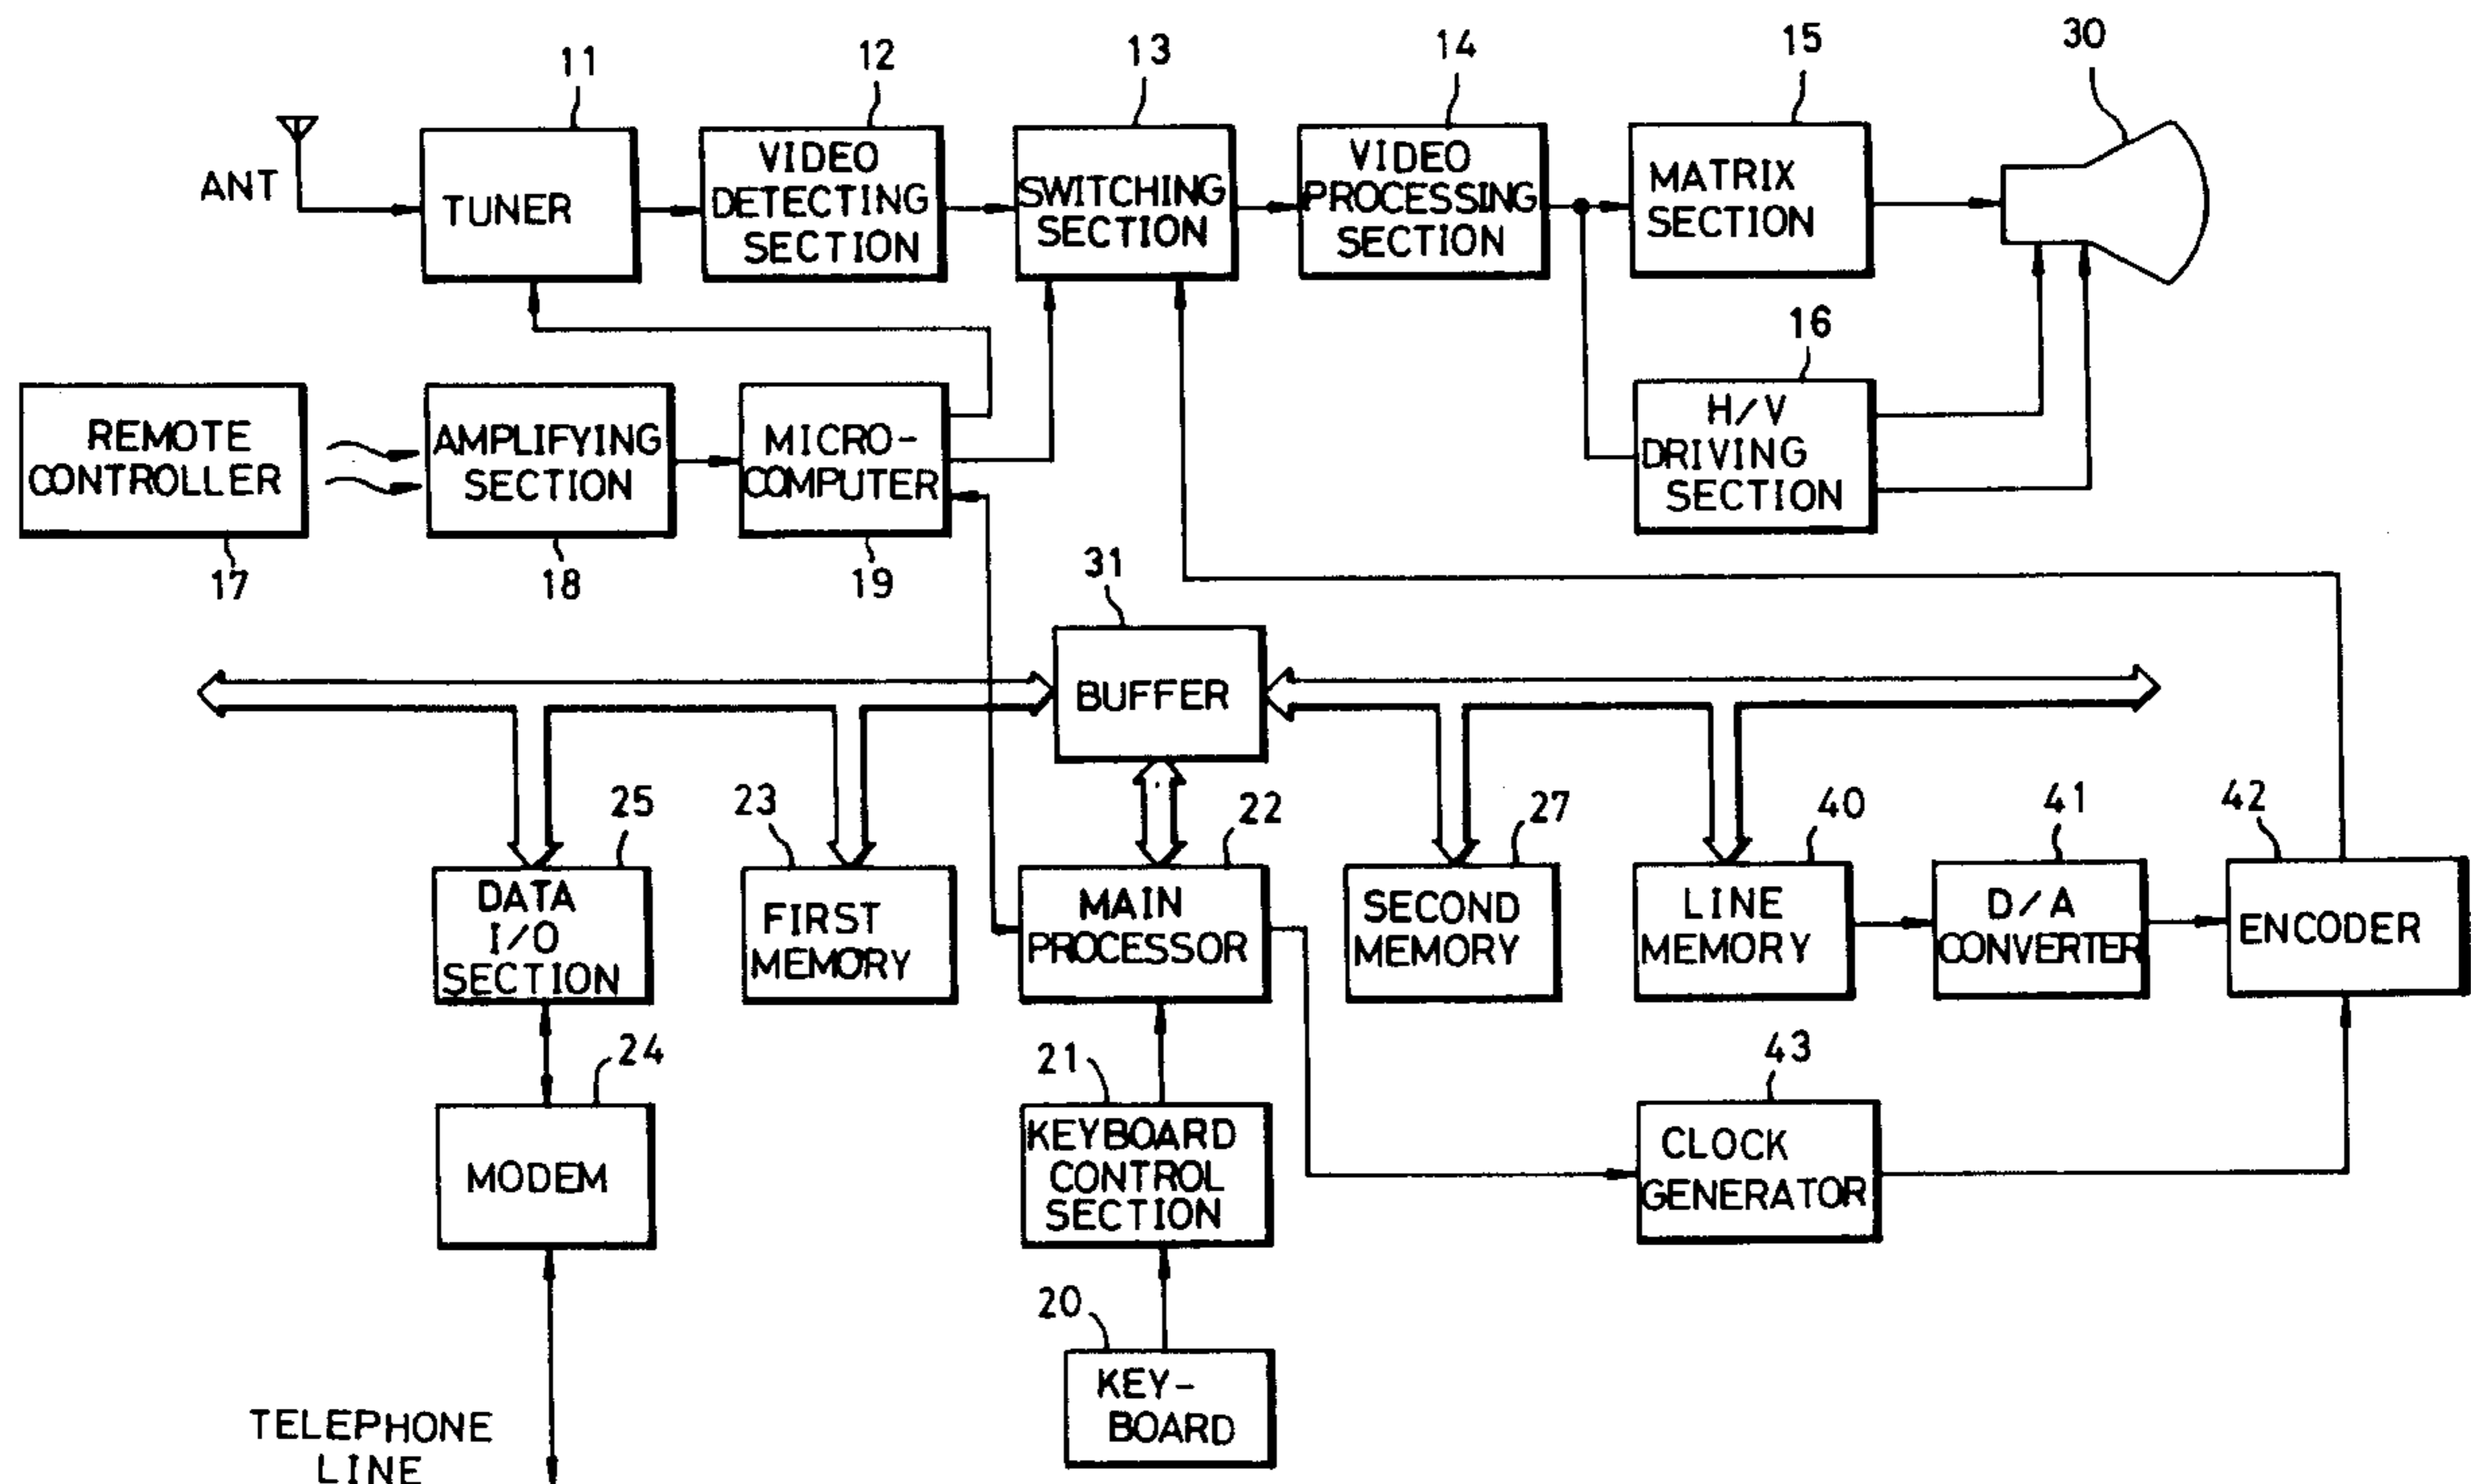 11
12
13
14
15
30
ANT
TUNER
VIDEO
DETECTING
SECTION
SWITCHING
SECTION
VIDEO
PROCESSING
SECTION
MATRIX
SECTION
16
REMOTE
CONTROLLER
AMPLIFYING
SECTION
MICRO-
COMPUTER
H/V
DRIVING
SECTION
17
18
19
31
BUFFER
25
23
22
27
40
41
42
DATA
I/O
SECTION
FIRST
MEMORY
MAIN
PROCESSOR
SECOND
MEMORY
LINE
MEMORY
D/A
CONVERTER
ENCODER
24
21
43
MODEM
KEYBOARD
CONTROL
SECTION
CLOCK
GENERATOR
20
KEY-
BOARD
TELEPHONE
LINE